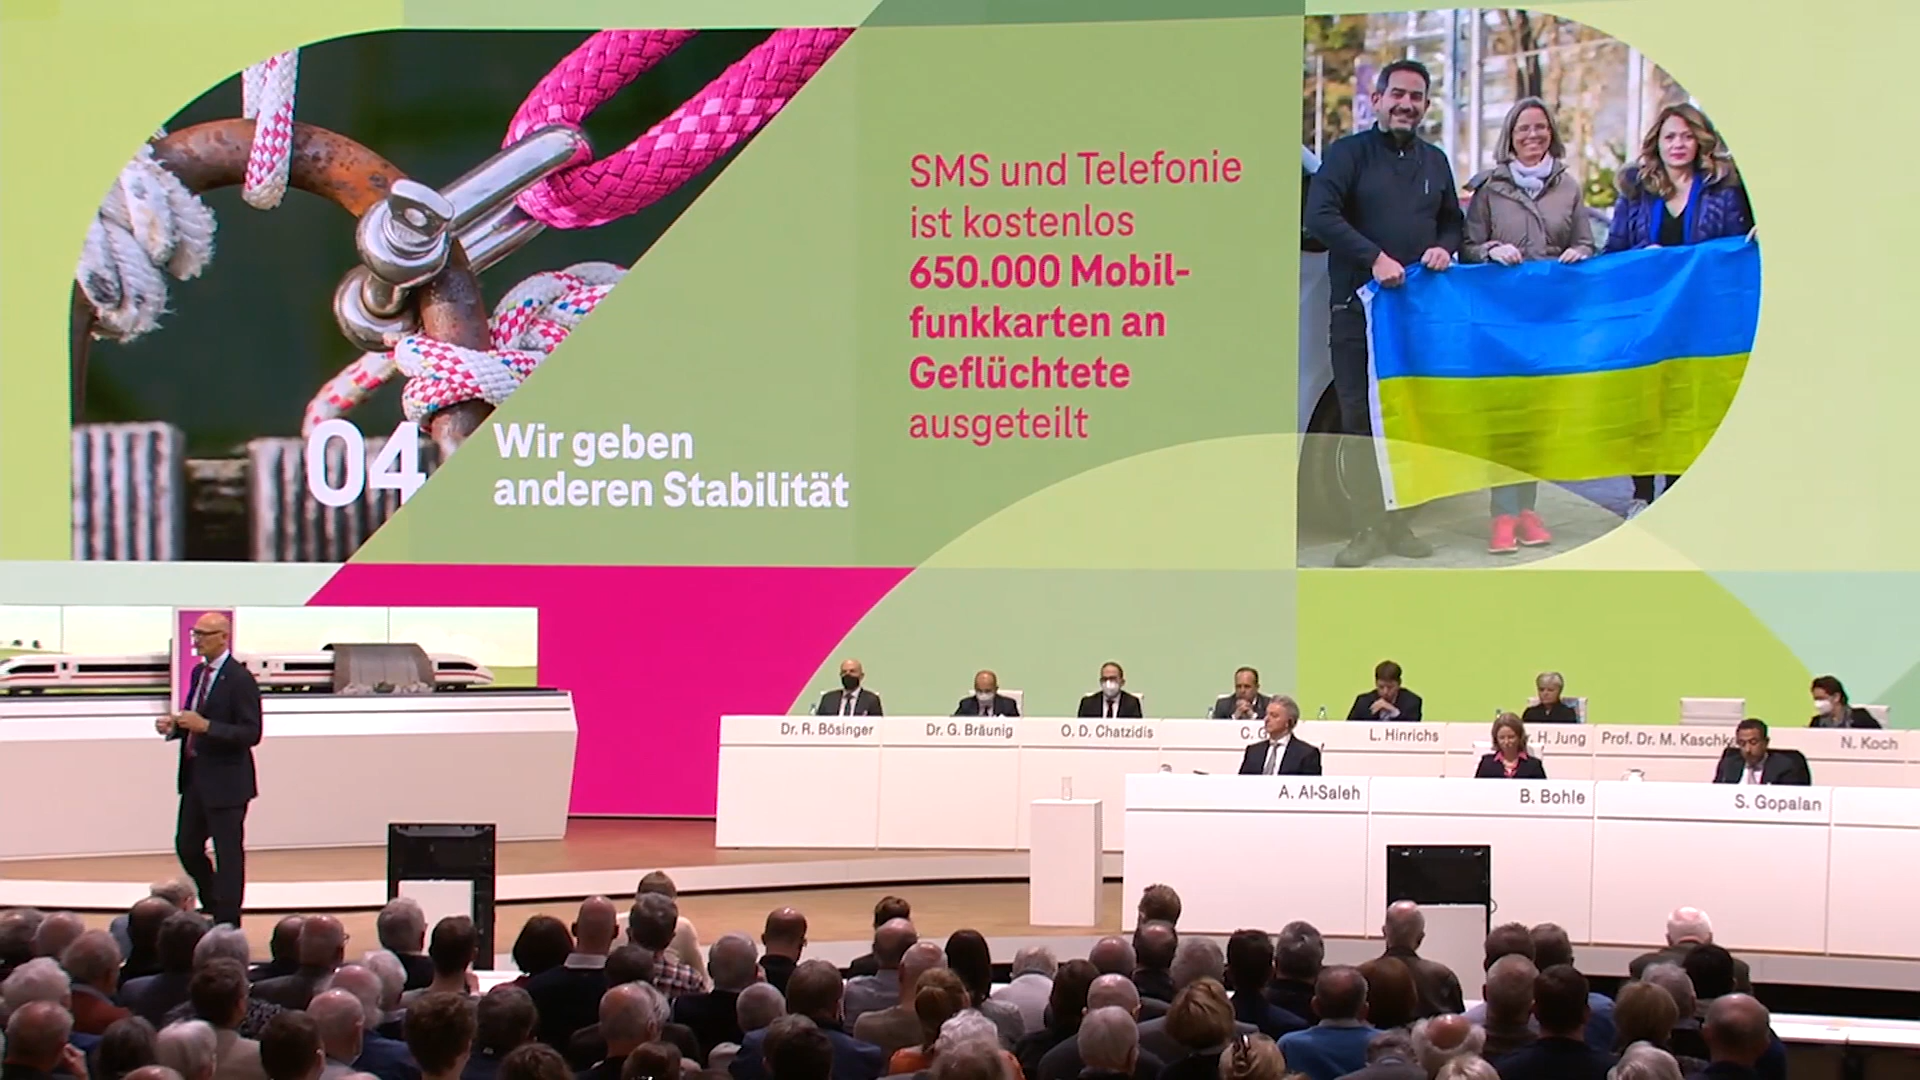 SMS und Telefonie
ist kostenlos
650.000 Mobil-
funkkarten an
Geflüchtete
ausgeteilt
04
Wir geben
anderen Stabilität
Dr. R. Bösinger
Dr. G. Bräunig
O. D. Chatzidis
C. G
L. Hinrichs
r. H. Jung
Prof. Dr. M. Kaschke
N. Koch
A. Al-Saleh
B. Bohle
S. Gopalan